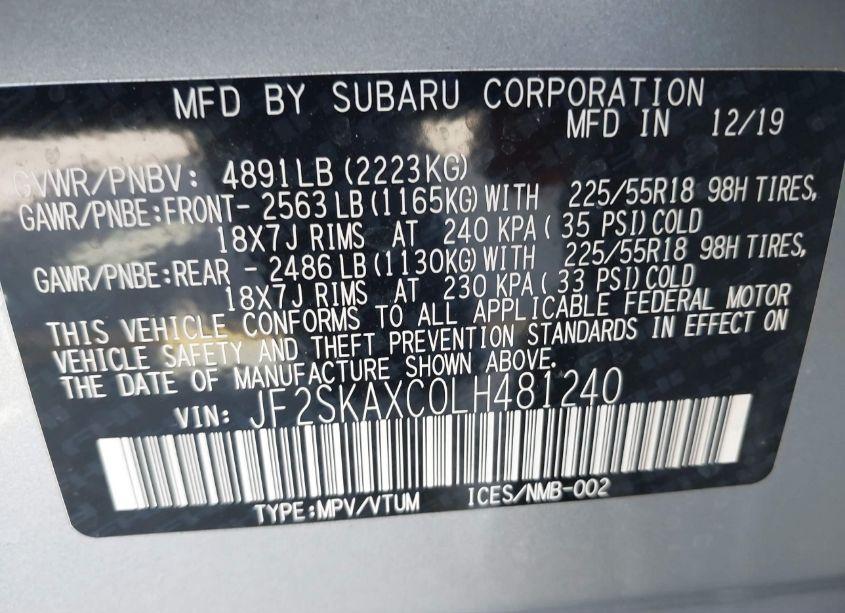 MFD BY SUBARU CORPORATION
MFD IN 12/19
GVWR/PNBV: 4891LB (2223KG)
GAWR/PNBE:FRONT- 2563 LB (1165KG) WITH 225/55R18 98H TIRES,
18X7J RIMS AT 240 KPA ( 35 PSI) COLD
GAWR/PNBE:REAR - 2486 LB (1130KG) WITH 225/55R18 98H TIRES,
18X7J RIMS AT 230 KPA ( 33 PSI) COLD
THIS VEHICLE CONFORMS TO ALL APPLICABLE FEDERAL MOTOR
VEHICLE SAFETY AND THEFT PREVENTION STANDARDS IN EFFECT ON
THE DATE OF MANUFACTURE SHOWN ABOVE.
VIN: JF2SKAXC0LH481240
TYPE:MPV/VTUM ICES/NMB-002